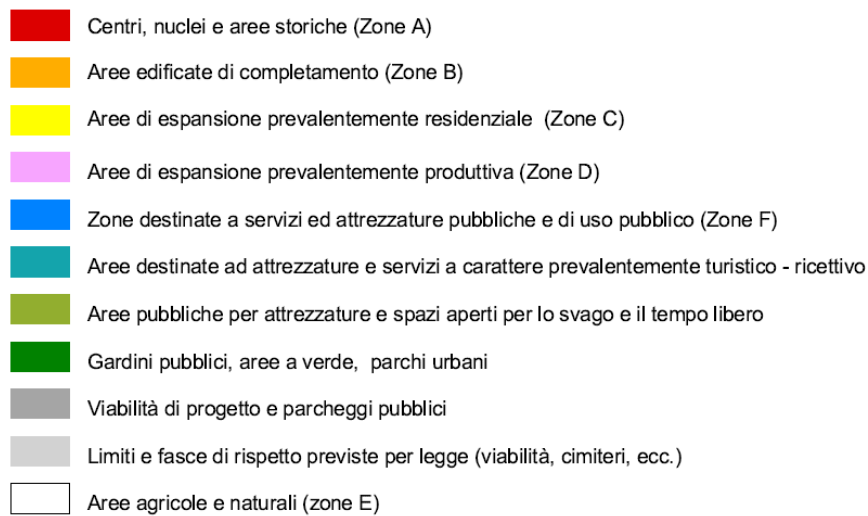 Centri, nuclei e aree storiche (Zone A)
Aree edificate di completamento (Zone B)
Aree di espansione prevalentemente residenziale (Zone C)
Aree di espansione prevalentemente produttiva (Zone D)
Zone destinate a servizi ed attrezzature pubbliche e di uso pubblico (Zone F)
Aree destinate ad attrezzature e servizi a carattere prevalentemente turistico - ricettivo
Aree pubbliche per attrezzature e spazi aperti per lo svago e il tempo libero
Gardini pubblici, aree a verde, parchi urbani
Viabilità di progetto e parcheggi pubblici
Limiti e fasce di rispetto previste per legge (viabilità, cimiteri, ecc.)
Aree agricole e naturali (zone E)